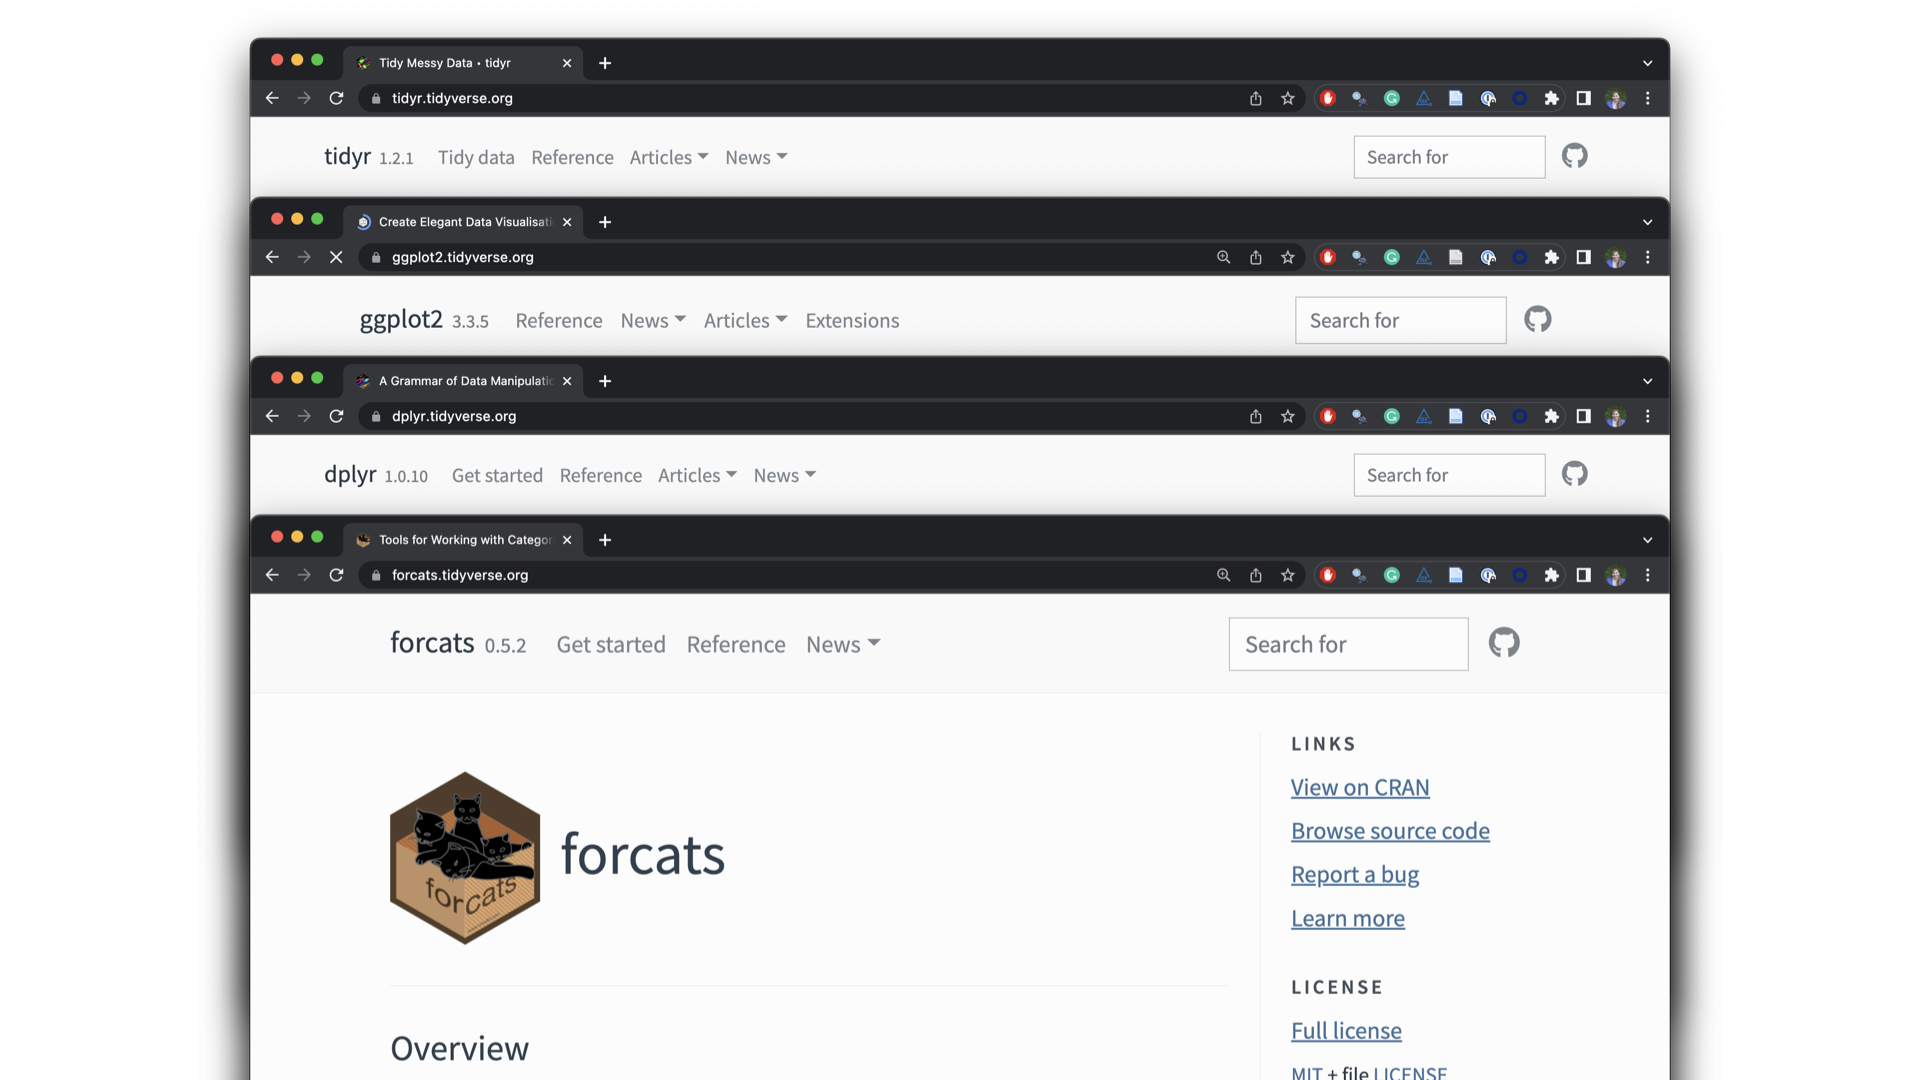 Tidy Messy Data • tidyr
tidyr.tidyverse.org
tidyr 1.2.1 Tidy data Reference Articles News Search for
Create Elegant Data Visualisati
ggplot2.tidyverse.org
ggplot2 3.3.5 Reference News Articles Extensions Search for
A Grammar of Data Manipulatio
dplyr.tidyverse.org
dplyr 1.0.10 Get started Reference Articles News Search for
Tools for Working with Categor
forcats.tidyverse.org
forcats 0.5.2 Get started Reference News Search for
forcats
forcats
LINKS
View on CRAN
Browse source code
Report a bug
Learn more
LICENSE
Full license
MIT + file LICENSE
Overview